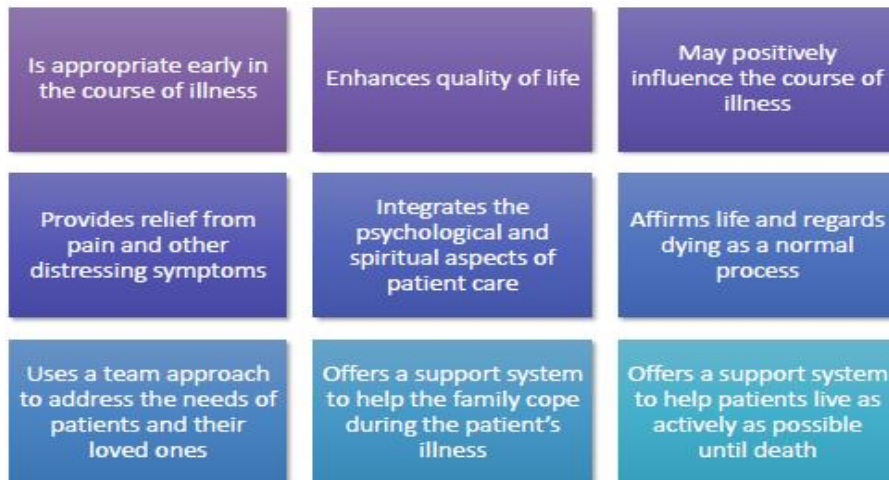 Is appropriate early in
the course of illness
Enhances quality of life
May positively
influence the course of
illness
Provides relief from
pain and other
distressing symptoms
Integrates the
psychological and
spiritual aspects of
patient care
Affirms life and regards
dying as a normal
process
Uses a team approach
to address the needs of
patients and their
loved ones
Offers a support system
to help the family cope
during the patient's
illness
Offers a support system
to help patients live as
actively as possible
until death